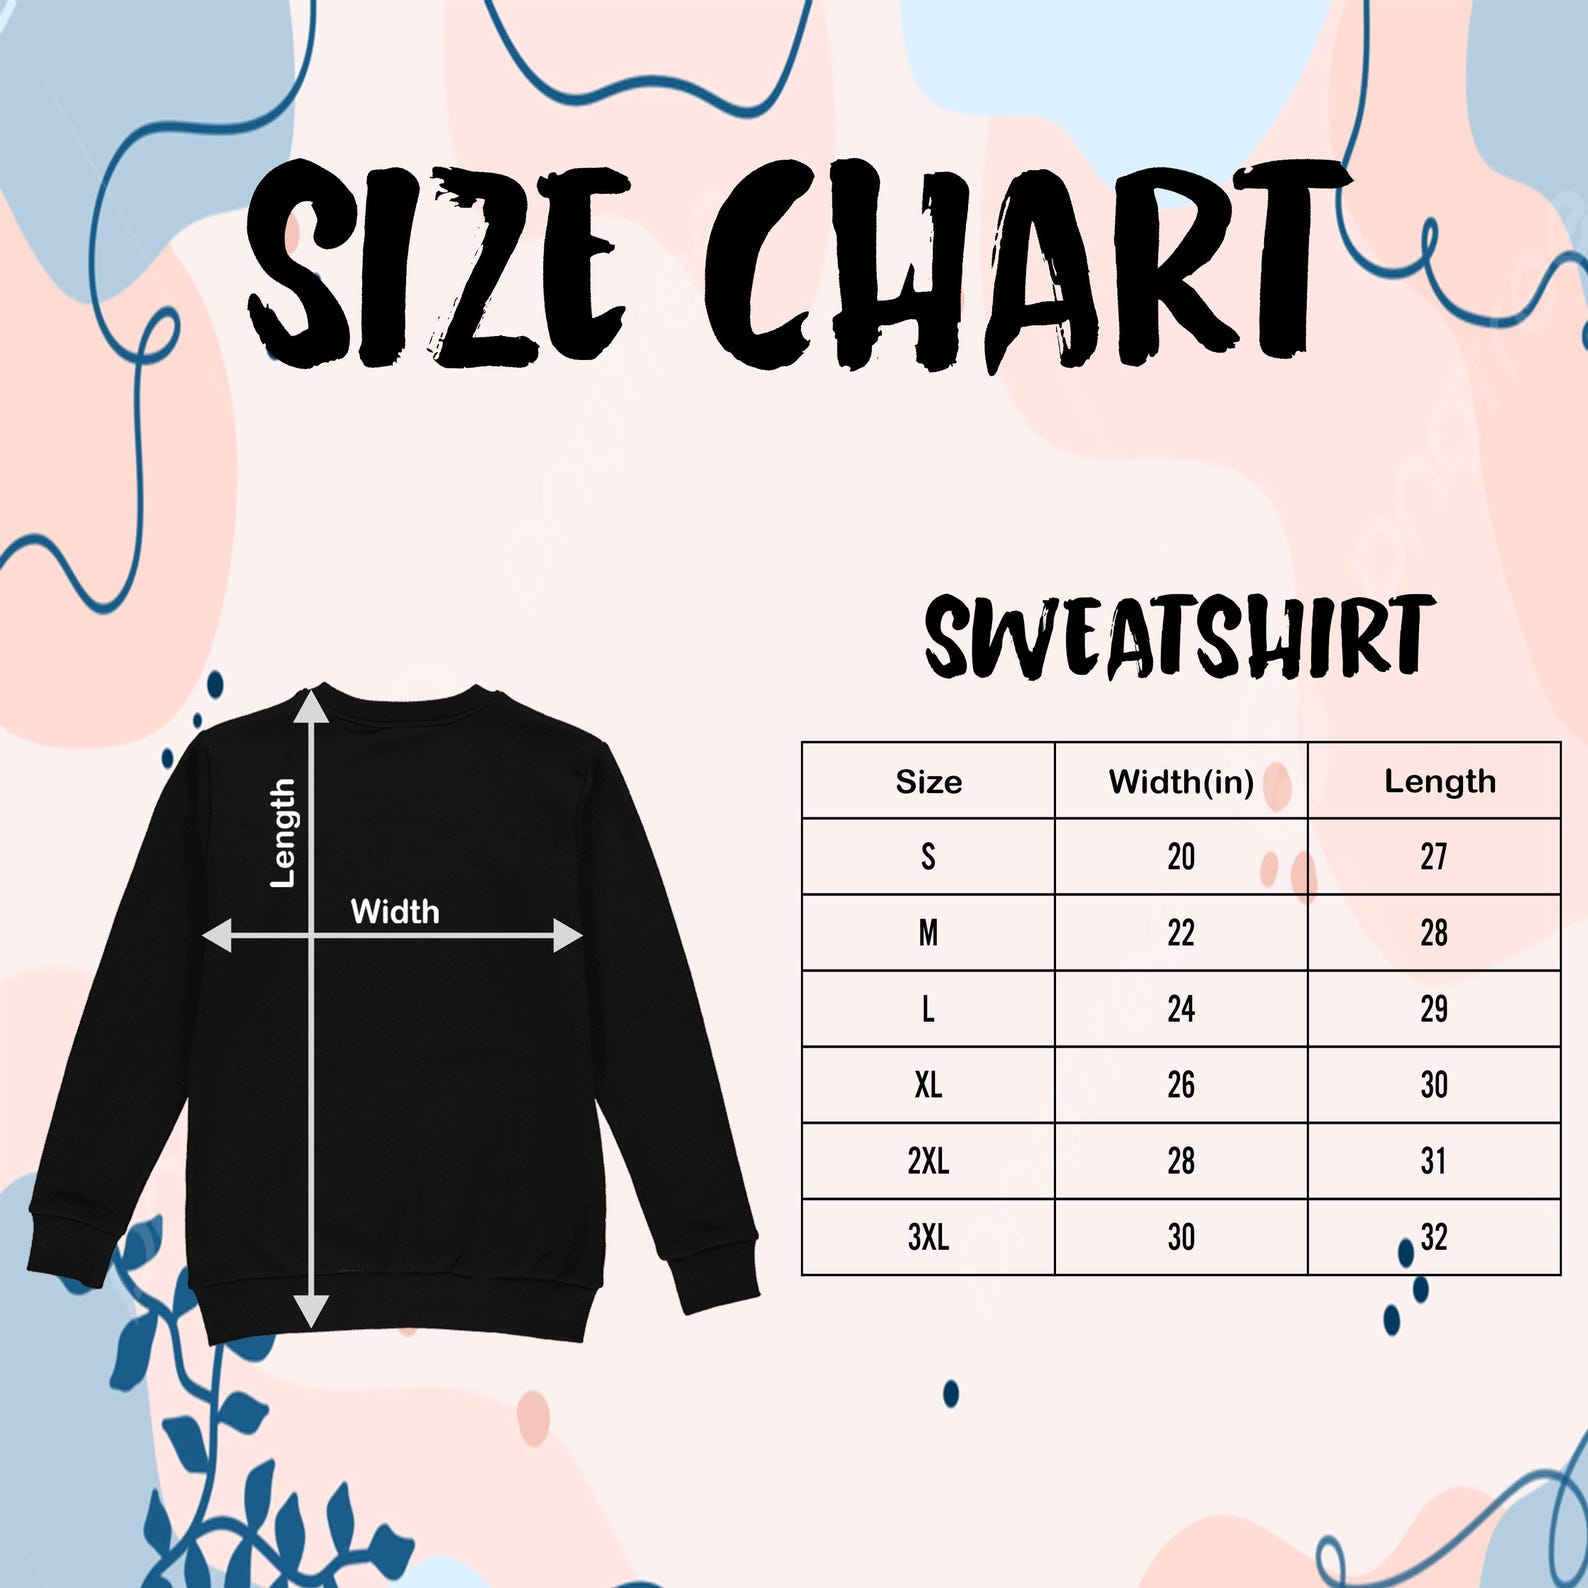 SIZE CHART
SWEATSHIRT
Length
Width
Size Width(in) Length
S 20 27
M 22 28
L 24 29
XL 26 30
2XL 28 31
3XL 30 32